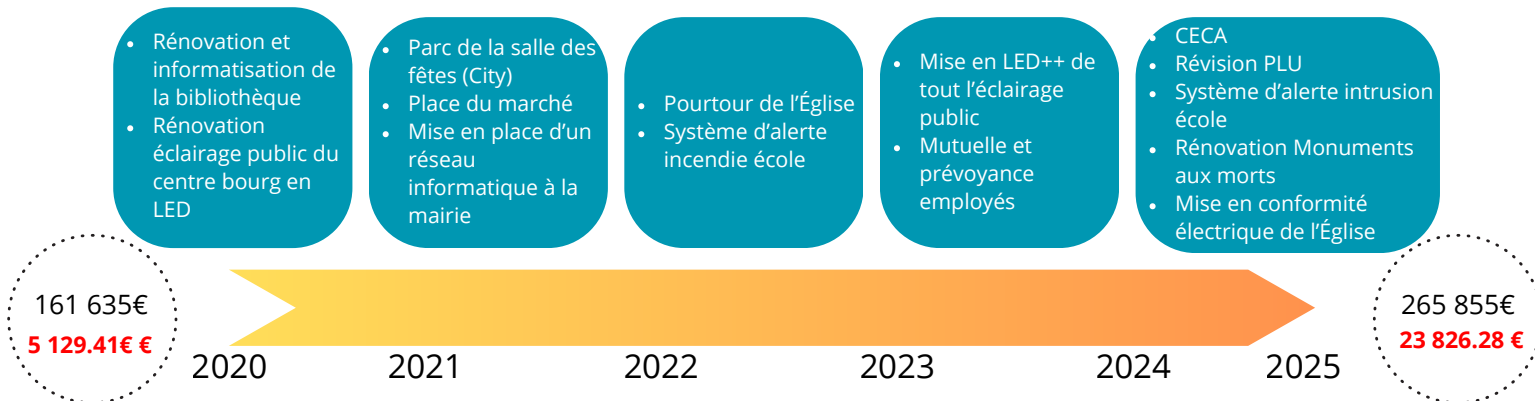 • Rénovation et
informatisation de
la bibliothèque
• Rénovation
éclairage public du
centre bourg en
LED
• Parc de la salle des
fêtes (City)
• Place du marché
• Mise en place d'un
réseau
informatique à la
mairie
• Pourtour de l'Église
• Système d'alerte
incendie école
• Mise en LED++ de
tout l'éclairage
public
• Mutuelle et
prévoyance
employés
• CECA
• Révision PLU
• Système d'alerte intrusion
école
• Rénovation Monuments
aux morts
• Mise en conformité
électrique de l'Église
161 635€
5 129.41€ €
265 855€
23 826.28 €
2020 2021 2022 2023 2024 2025